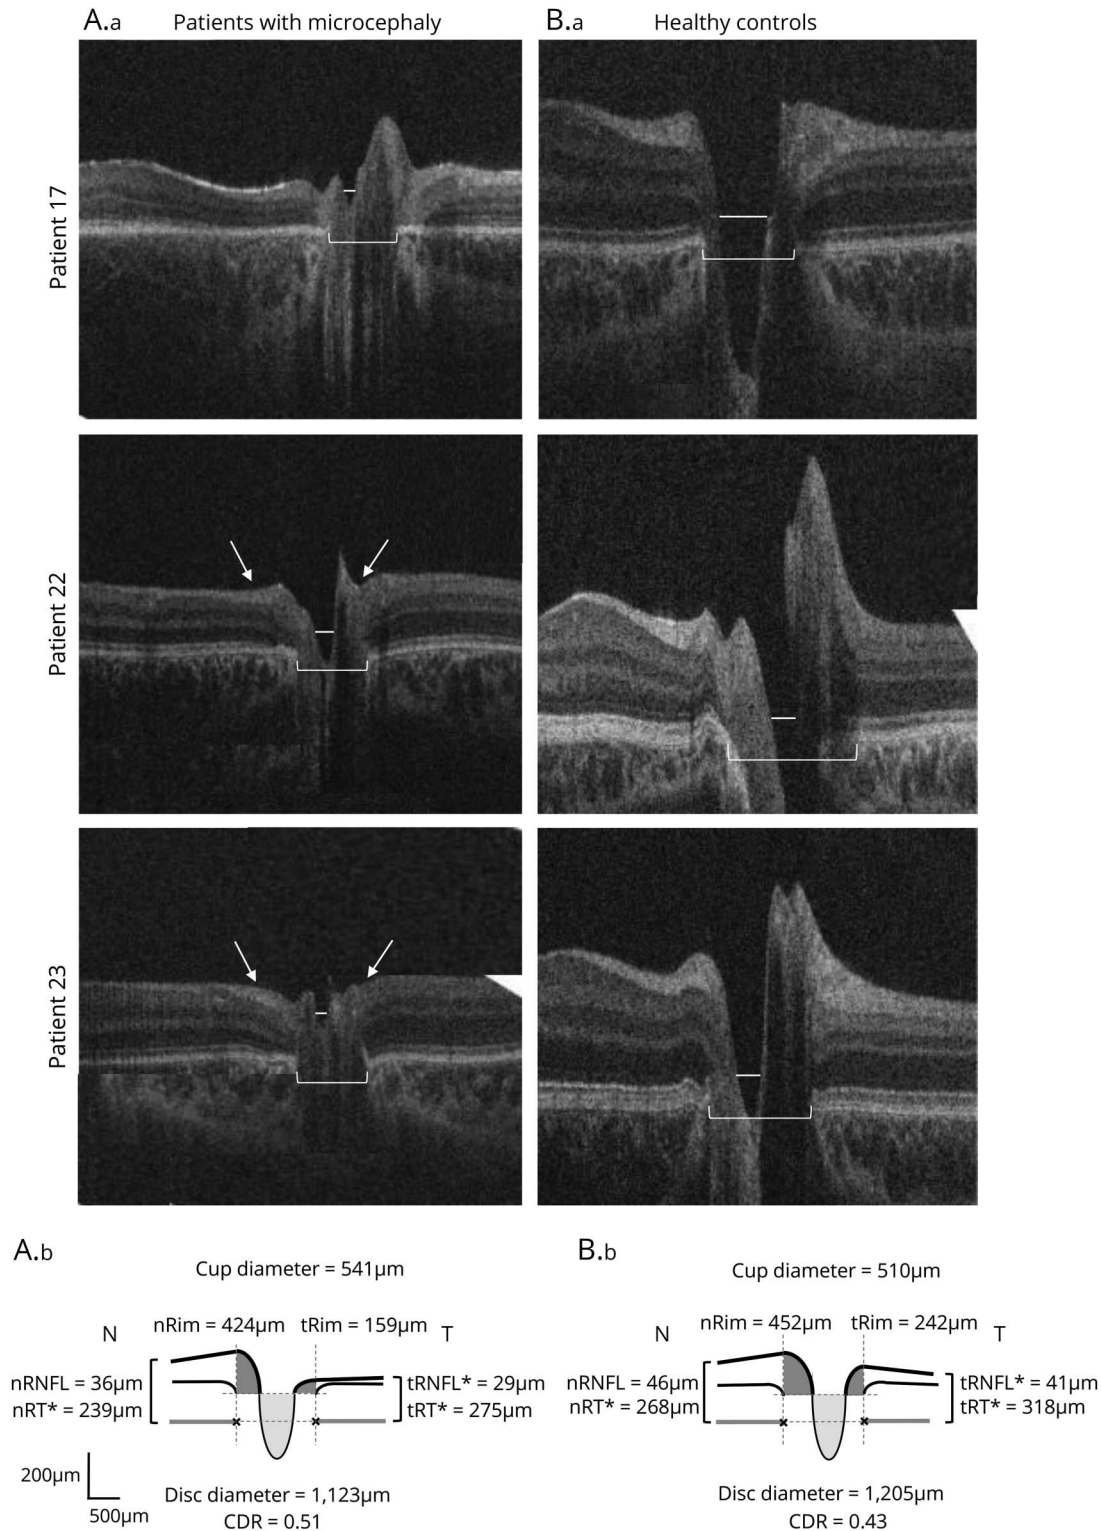 A.a Patients with microcephaly
B.a Healthy controls
Patient 17
Patient 22
Patient 23
A.b
Cup diameter = 541µm
nRim = 424µm tRim = 159µm
N T
nRNFL = 36µm
nRT* = 239µm
tRNFL* = 29µm
tRT* = 275µm
200µm
500µm
Disc diameter = 1,123µm
CDR = 0.51
B.b
Cup diameter = 510µm
nRim = 452µm tRim = 242µm
N T
nRNFL = 46µm
nRT* = 268µm
tRNFL* = 41µm
tRT* = 318µm
Disc diameter = 1,205µm
CDR = 0.43